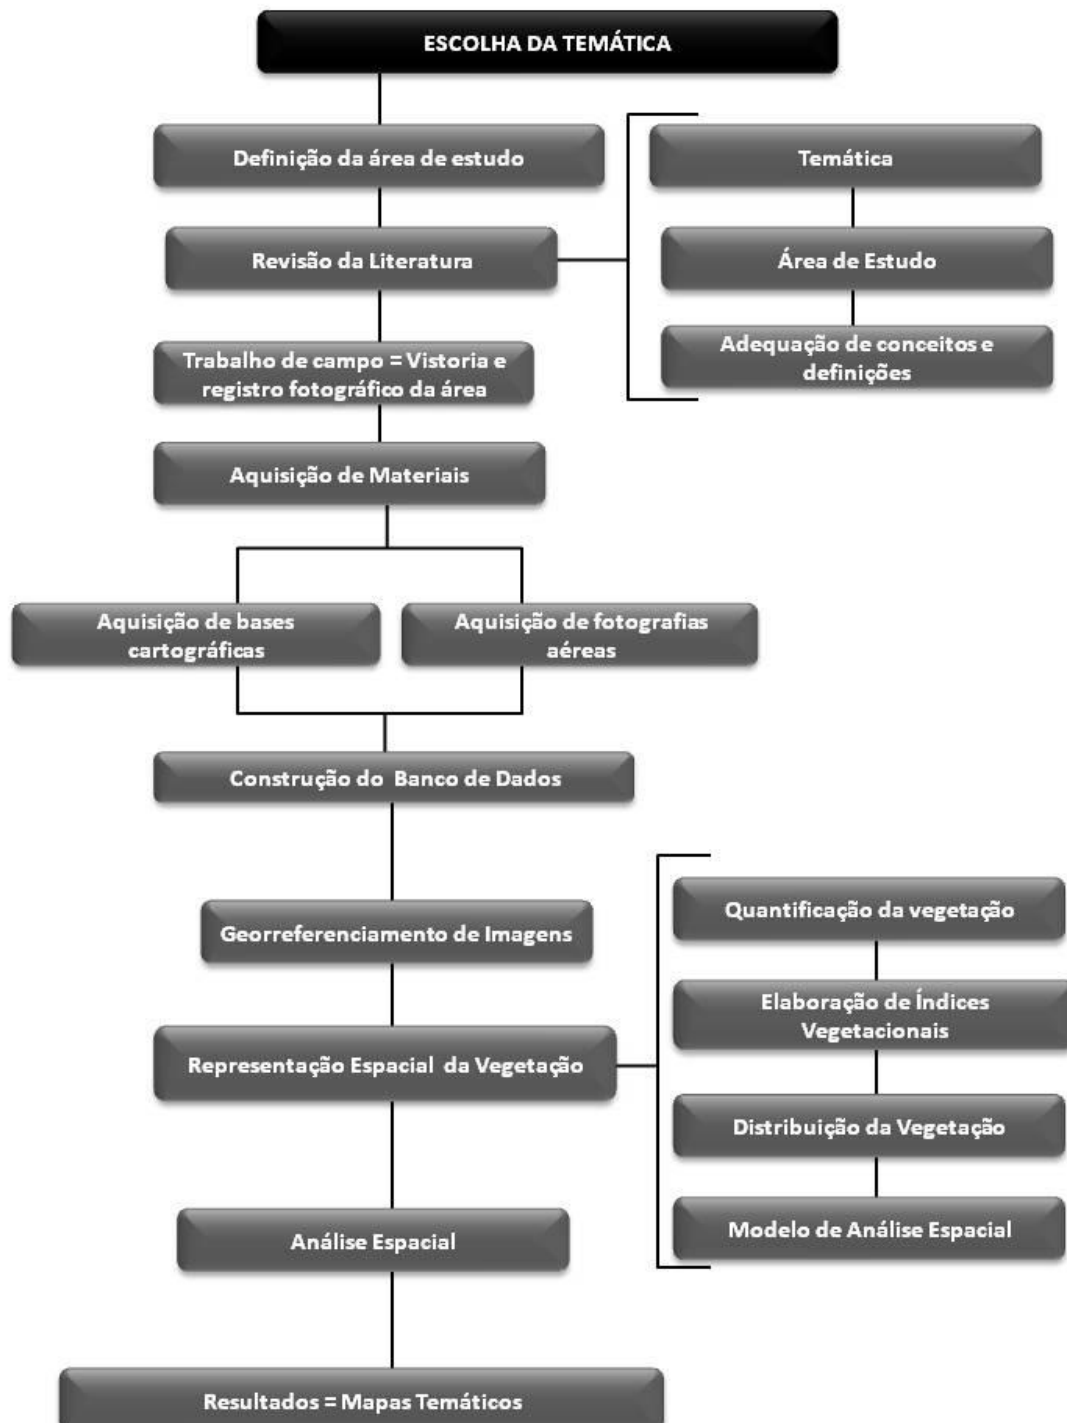 ESCOLHA DA TEMÁTICA
Definição da área de estudo
Temática
Revisão da Literatura
Área de Estudo
Trabalho de campo = Vistoria e
registro fotográfico da área
Adequação de conceitos e
definições
Aquisição de Materiais
Aquisição de bases
cartográficas
Aquisição de fotografias
aéreas
Construção do Banco de Dados
Georreferenciamento de Imagens
Quantificação da vegetação
Elaboração de Índices
Vegetacionais
Representação Espacial da Vegetação
Distribuição da Vegetação
Modelo de Análise Espacial
Análise Espacial
Resultados = Mapas Temáticos